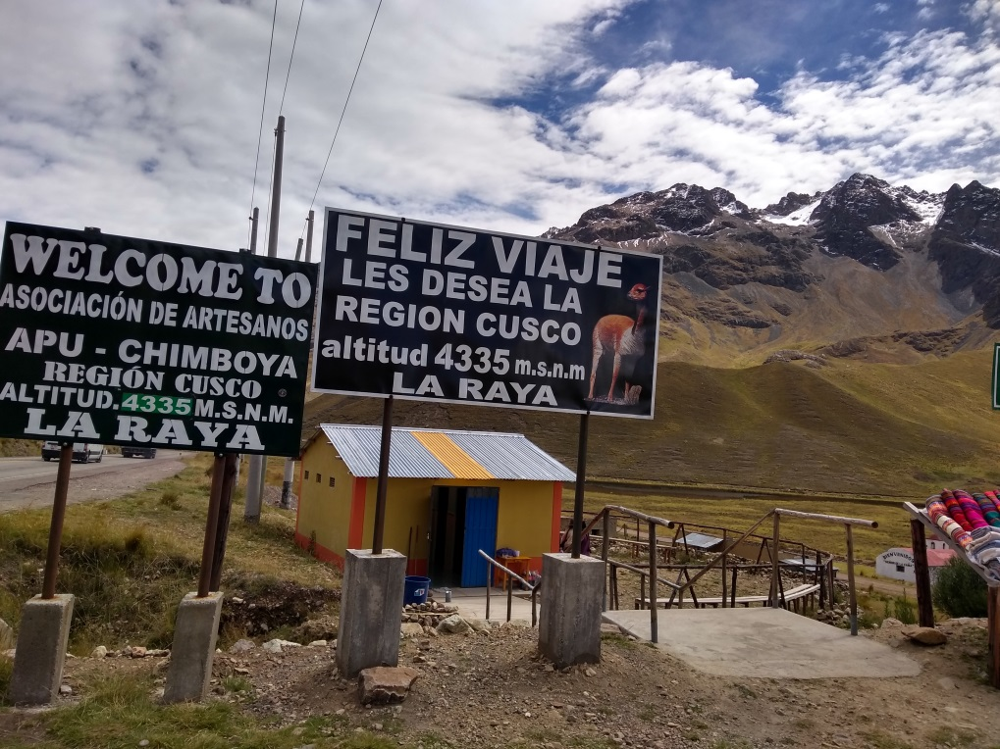 WELCOME TO
ASOCIACIÓN DE ARTESANOS
APU - CHIMBOYA
REGIÓN CUSCO
ALTITUD. 4335 M.S.N.M.
LA RAYA
FELIZ VIAJE
LES DESEA LA
REGION CUSCO
altitud 4335 m.s.n.m
LA RAYA